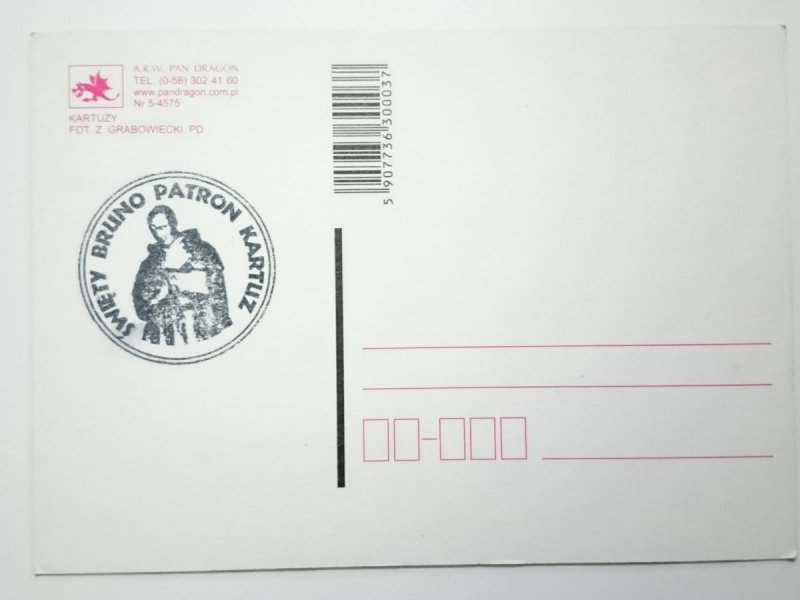 A.R.W. PAN DRAGON
TEL. (0-58) 302 41 60
www.pandragon.com.pl
Nr 5-4575
KARTUZY
FOT. Z. GRABOWIECKI, PD
5 907736 300037
ŚWIĘTY BRUNO PATRON KARTUZ